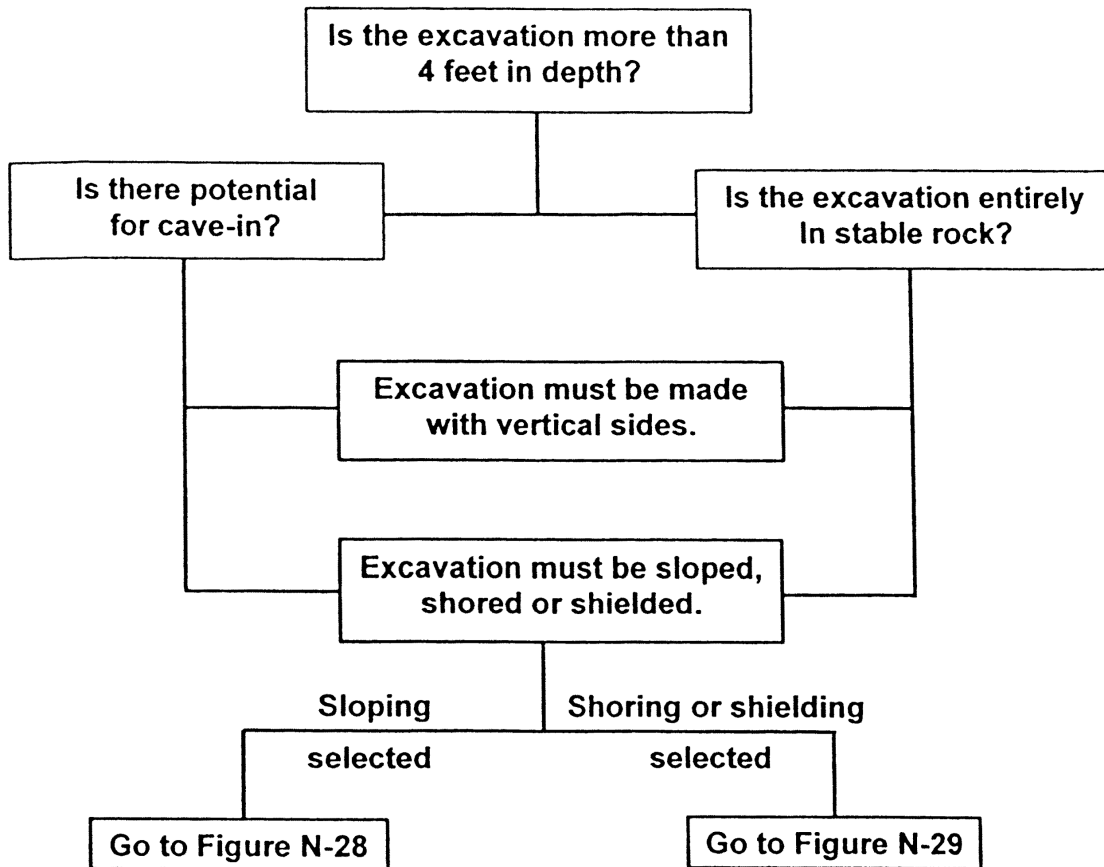 Is the excavation more than
4 feet in depth?
Is there potential
for cave-in?
Is the excavation entirely
In stable rock?
Excavation must be made
with vertical sides.
Excavation must be sloped,
shored or shielded.
Sloping
selected
Shoring or shielding
selected
Go to Figure N-28
Go to Figure N-29